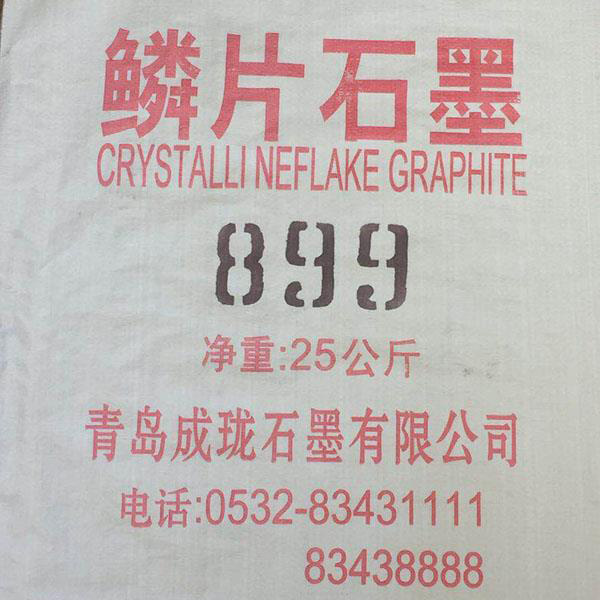 鳞片石墨
CRYSTALLI NEFLAKE GRAPHITE
899
净重:25公斤
青岛成珑石墨有限公司
电话:0532-83431111
83438888